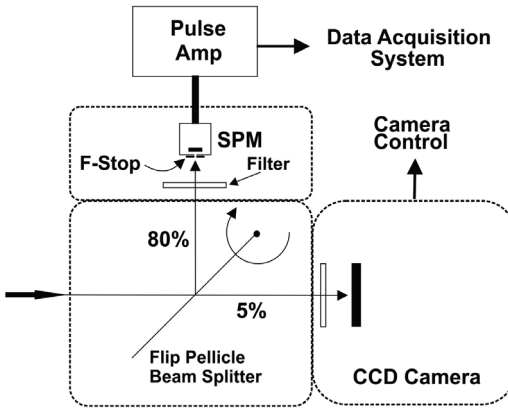 Pulse
Amp
Data Acquisition
System
SPM
F-Stop
Filter
Camera
Control
80%
5%
Flip Pellicle
Beam Splitter
CCD Camera